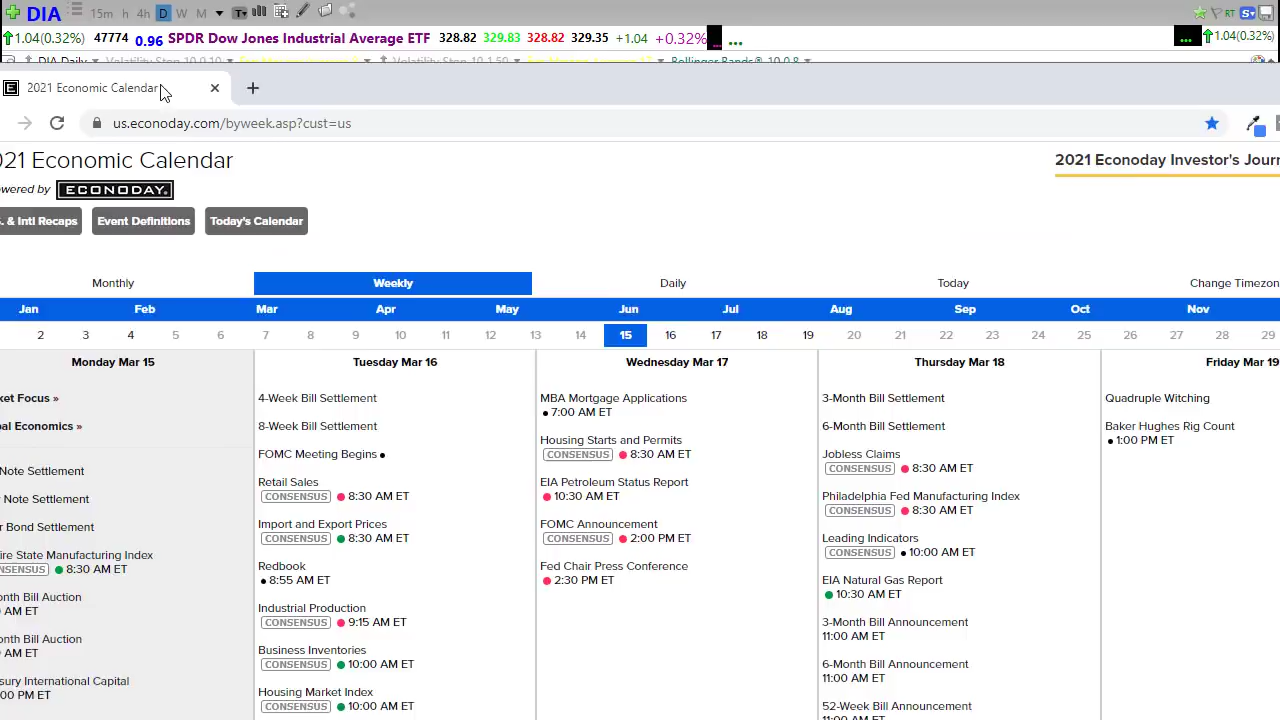 DIA 15m h 4h D W M T RT S
1.04(0.32%) 47774 0.96 SPDR Dow Jones Industrial Average ETF 328.82 329.83 328.82 329.35 +1.04 +0.32% ... ... 1.04(0.32%)
DIA Daily
2021 Economic Calendar
us.econoday.com/byweek.asp?cust=us
021 Economic Calendar
2021 Econoday Investor's Jour
owered by ECONODAY
. & Intl Recaps Event Definitions Today's Calendar
Monthly Weekly Daily Today Change Timezon
Jan Feb Mar Apr May Jun Jul Aug Sep Oct Nov
2 3 4 5 6 7 8 9 10 11 12 13 14 15 16 17 18 19 20 21 22 23 24 25 26 27 28 29
Monday Mar 15
ket Focus »
bal Economics »
Note Settlement
r Note Settlement
r Bond Settlement
ire State Manufacturing Index
NSENSUS 8:30 AM ET
onth Bill Auction
AM ET
onth Bill Auction
AM ET
sury International Capital
00 PM ET
Tuesday Mar 16
4-Week Bill Settlement
8-Week Bill Settlement
FOMC Meeting Begins
Retail Sales
CONSENSUS 8:30 AM ET
Import and Export Prices
CONSENSUS 8:30 AM ET
Redbook
8:55 AM ET
Industrial Production
CONSENSUS 9:15 AM ET
Business Inventories
CONSENSUS 10:00 AM ET
Housing Market Index
CONSENSUS 10:00 AM ET
Wednesday Mar 17
MBA Mortgage Applications
7:00 AM ET
Housing Starts and Permits
CONSENSUS 8:30 AM ET
EIA Petroleum Status Report
10:30 AM ET
FOMC Announcement
CONSENSUS 2:00 PM ET
Fed Chair Press Conference
2:30 PM ET
Thursday Mar 18
3-Month Bill Settlement
6-Month Bill Settlement
Jobless Claims
CONSENSUS 8:30 AM ET
Philadelphia Fed Manufacturing Index
CONSENSUS 8:30 AM ET
Leading Indicators
CONSENSUS 10:00 AM ET
EIA Natural Gas Report
10:30 AM ET
3-Month Bill Announcement
11:00 AM ET
6-Month Bill Announcement
11:00 AM ET
52-Week Bill Announcement
11:00 AM ET
Friday Mar 19
Quadruple Witching
Baker Hughes Rig Count
1:00 PM ET